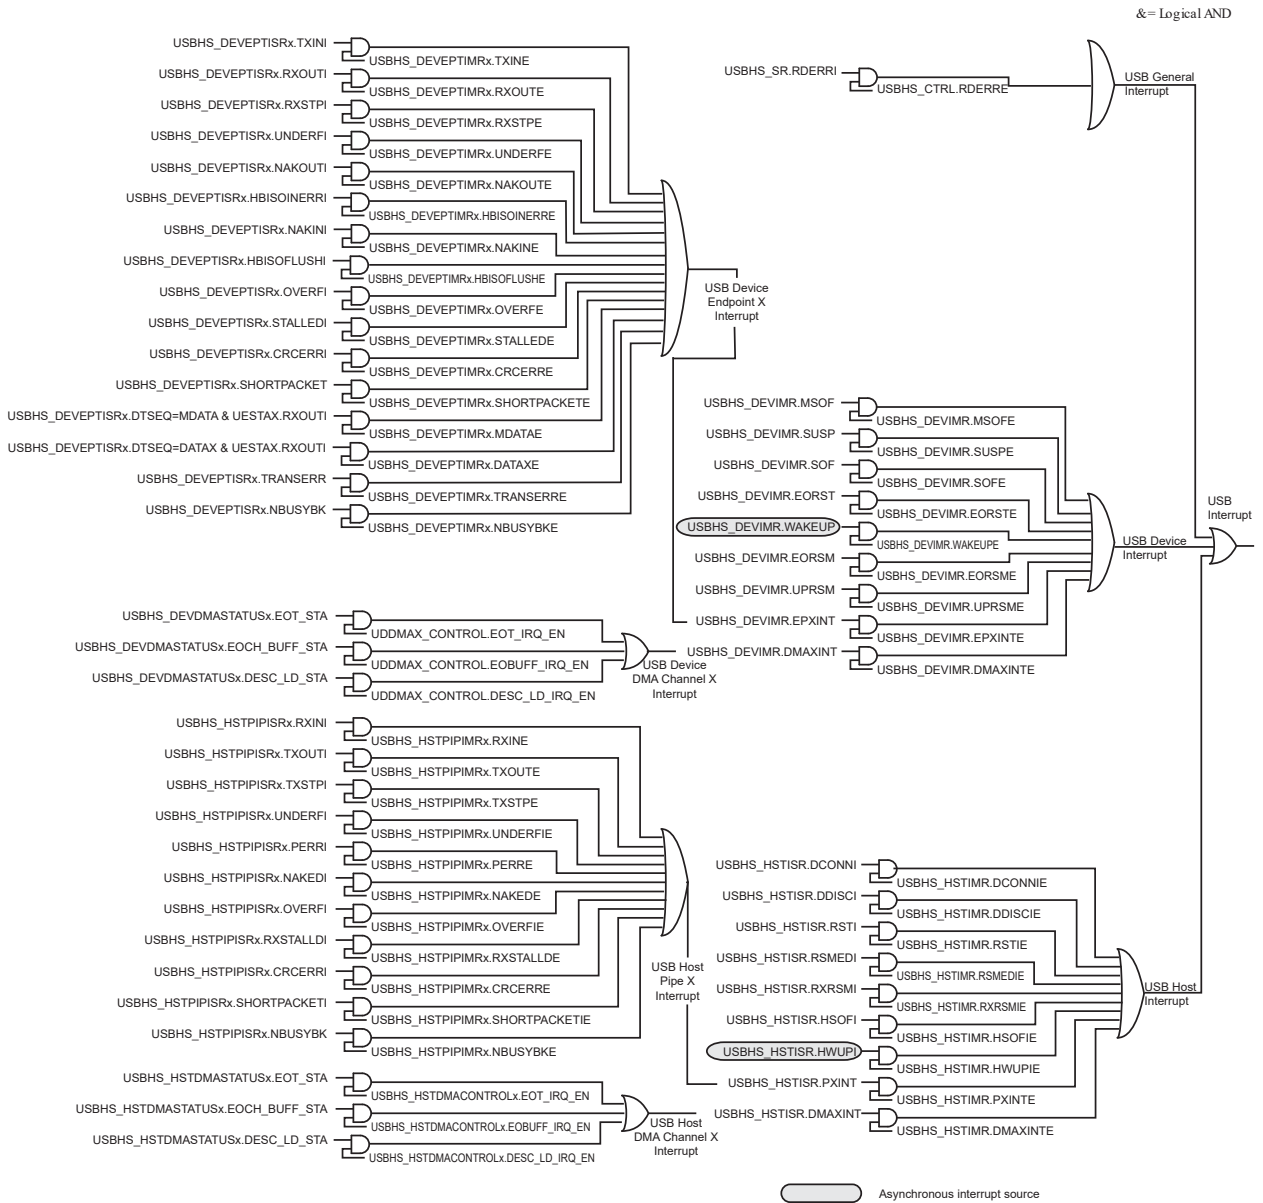 &= Logical AND
USBHS_DEVEPTISRx.TXINI
USBHS_DEVEPTIMRx.TXINE
USBHS_DEVEPTISRx.RXOUTI
USBHS_DEVEPTIMRx.RXOUTE
USBHS_DEVEPTISRx.RXSTPI
USBHS_DEVEPTIMRx.RXSTPE
USBHS_DEVEPTISRx.UNDERFI
USBHS_DEVEPTIMRx.UNDERFE
USBHS_DEVEPTISRx.NAKOUTI
USBHS_DEVEPTIMRx.NAKOUTE
USBHS_DEVEPTISRx.HBISOINERRI
USBHS_DEVEPTIMRx.HBISOINERRE
USBHS_DEVEPTISRx.NAKINI
USBHS_DEVEPTIMRx.NAKINE
USBHS_DEVEPTISRx.HBISOFLUSHI
USBHS_DEVEPTIMRx.HBISOFLUSHE
USBHS_DEVEPTISRx.OVERFI
USBHS_DEVEPTIMRx.OVERFE
USBHS_DEVEPTISRx.STALLEDI
USBHS_DEVEPTIMRx.STALLEDE
USBHS_DEVEPTISRx.CRCERRI
USBHS_DEVEPTIMRx.CRCERRE
USBHS_DEVEPTISRx.SHORTPACKET
USBHS_DEVEPTIMRx.SHORTPACKETE
USBHS_DEVEPTISRx.DTSEQ=MDATA & UESTAX.RXOUTI
USBHS_DEVEPTIMRx.MDATAE
USBHS_DEVEPTISRx.DTSEQ=DATAX & UESTAX.RXOUTI
USBHS_DEVEPTIMRx.DATAXE
USBHS_DEVEPTISRx.TRANSERR
USBHS_DEVEPTIMRx.TRANSERRE
USBHS_DEVEPTISRx.NBUSYBK
USBHS_DEVEPTIMRx.NBUSYBKE
USB Device
Endpoint X
Interrupt
USBHS_SR.RDERRI
USBHS_CTRL.RDERRE
USB General
Interrupt
USBHS_DEVIMR.MSOF
USBHS_DEVIMR.MSOFE
USBHS_DEVIMR.SUSP
USBHS_DEVIMR.SUSPE
USBHS_DEVIMR.SOF
USBHS_DEVIMR.SOFE
USBHS_DEVIMR.EORST
USBHS_DEVIMR.EORSTE
USBHS_DEVIMR.WAKEUP
USBHS_DEVIMR.WAKEUPE
USBHS_DEVIMR.EORSM
USBHS_DEVIMR.EORSME
USBHS_DEVIMR.UPRSM
USBHS_DEVIMR.UPRSME
USBHS_DEVIMR.EPXINT
USBHS_DEVIMR.EPXINTE
USBHS_DEVIMR.DMAXINT
USBHS_DEVIMR.DMAXINTE
USB Device
Interrupt
USB
Interrupt
USBHS_DEVDMASTATUSx.EOT_STA
UDDMAX_CONTROL.EOT_IRQ_EN
USBHS_DEVDMASTATUSx.EOCH_BUFF_STA
UDDMAX_CONTROL.EOBUFF_IRQ_EN
USBHS_DEVDMASTATUSx.DESC_LD_STA
UDDMAX_CONTROL.DESC_LD_IRQ_EN
USB Device
DMA Channel X
Interrupt
USBHS_HSTPIPISRx.RXINI
USBHS_HSTPIPIMRx.RXINE
USBHS_HSTPIPISRx.TXOUTI
USBHS_HSTPIPIMRx.TXOUTE
USBHS_HSTPIPISRx.TXSTPI
USBHS_HSTPIPIMRx.TXSTPE
USBHS_HSTPIPISRx.UNDERFI
USBHS_HSTPIPIMRx.UNDERFIE
USBHS_HSTPIPISRx.PERRI
USBHS_HSTPIPIMRx.PERRE
USBHS_HSTPIPISRx.NAKEDI
USBHS_HSTPIPIMRx.NAKEDE
USBHS_HSTPIPISRx.OVERFI
USBHS_HSTPIPIMRx.OVERFIE
USBHS_HSTPIPISRx.RXSTALLDI
USBHS_HSTPIPIMRx.RXSTALLDE
USBHS_HSTPIPISRx.CRCERRI
USBHS_HSTPIPIMRx.CRCERRE
USBHS_HSTPIPISRx.SHORTPACKETI
USBHS_HSTPIPIMRx.SHORTPACKETIE
USBHS_HSTPIPISRx.NBUSYBK
USBHS_HSTPIPIMRx.NBUSYBKE
USB Host
Pipe X
Interrupt
USBHS_HSTDMASTATUSx.EOT_STA
USBHS_HSTDMACONTROLx.EOT_IRQ_EN
USBHS_HSTDMASTATUSx.EOCH_BUFF_STA
USBHS_HSTDMACONTROLx.EOBUFF_IRQ_EN
USBHS_HSTDMASTATUSx.DESC_LD_STA
USBHS_HSTDMACONTROLx.DESC_LD_IRQ_EN
USB Host
DMA Channel X
Interrupt
USBHS_HSTISR.DCONNI
USBHS_HSTIMR.DCONNIE
USBHS_HSTISR.DDISCI
USBHS_HSTIMR.DDISCIE
USBHS_HSTISR.RSTI
USBHS_HSTIMR.RSTIE
USBHS_HSTISR.RSMEDI
USBHS_HSTIMR.RSMEDIE
USBHS_HSTISR.RXRSMI
USBHS_HSTIMR.RXRSMIE
USBHS_HSTISR.HSOFI
USBHS_HSTIMR.HSOFIE
USBHS_HSTISR.HWUPI
USBHS_HSTIMR.HWUPIE
USBHS_HSTISR.PXINT
USBHS_HSTIMR.PXINTE
USBHS_HSTISR.DMAXINT
USBHS_HSTIMR.DMAXINTE
USB Host
Interrupt
Asynchronous interrupt source